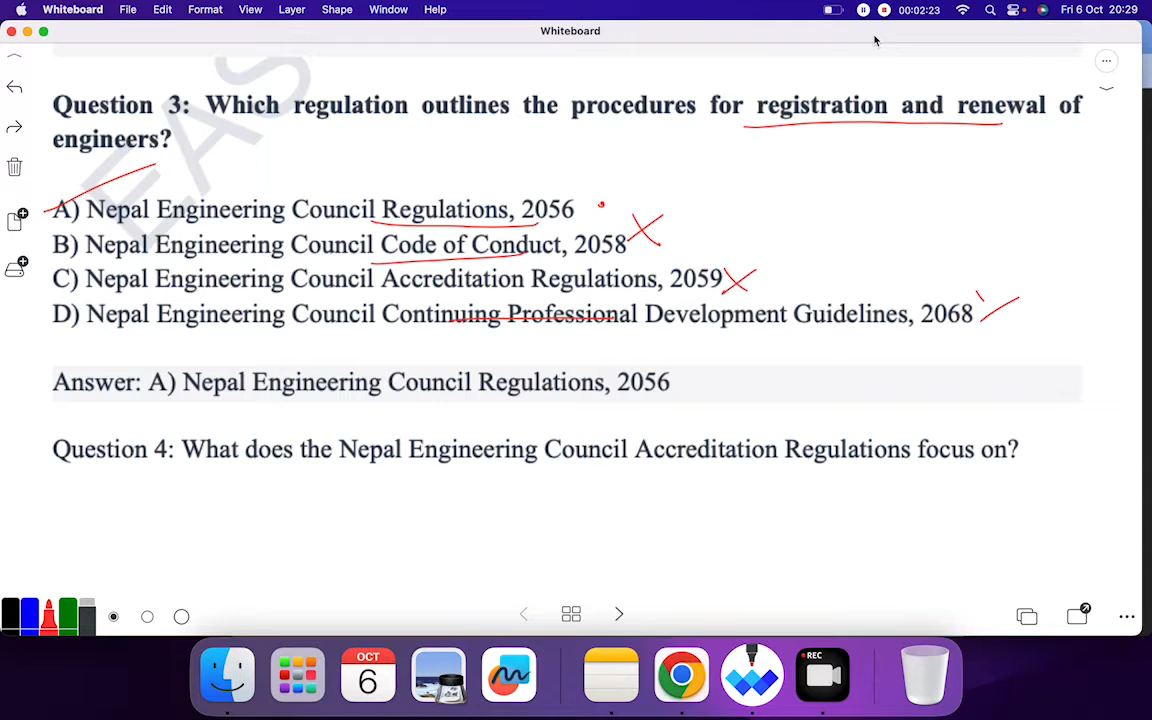 Whiteboard File Edit Format View Layer Shape Window Help 00:02:23 Fri 6 Oct 20:29
Whiteboard
EAS
Question 3: Which regulation outlines the procedures for registration and renewal of
engineers?
A) Nepal Engineering Council Regulations, 2056
B) Nepal Engineering Council Code of Conduct, 2058
C) Nepal Engineering Council Accreditation Regulations, 2059
D) Nepal Engineering Council Continuing Professional Development Guidelines, 2068
Answer: A) Nepal Engineering Council Regulations, 2056
Question 4: What does the Nepal Engineering Council Accreditation Regulations focus on?
OCT
6
REC